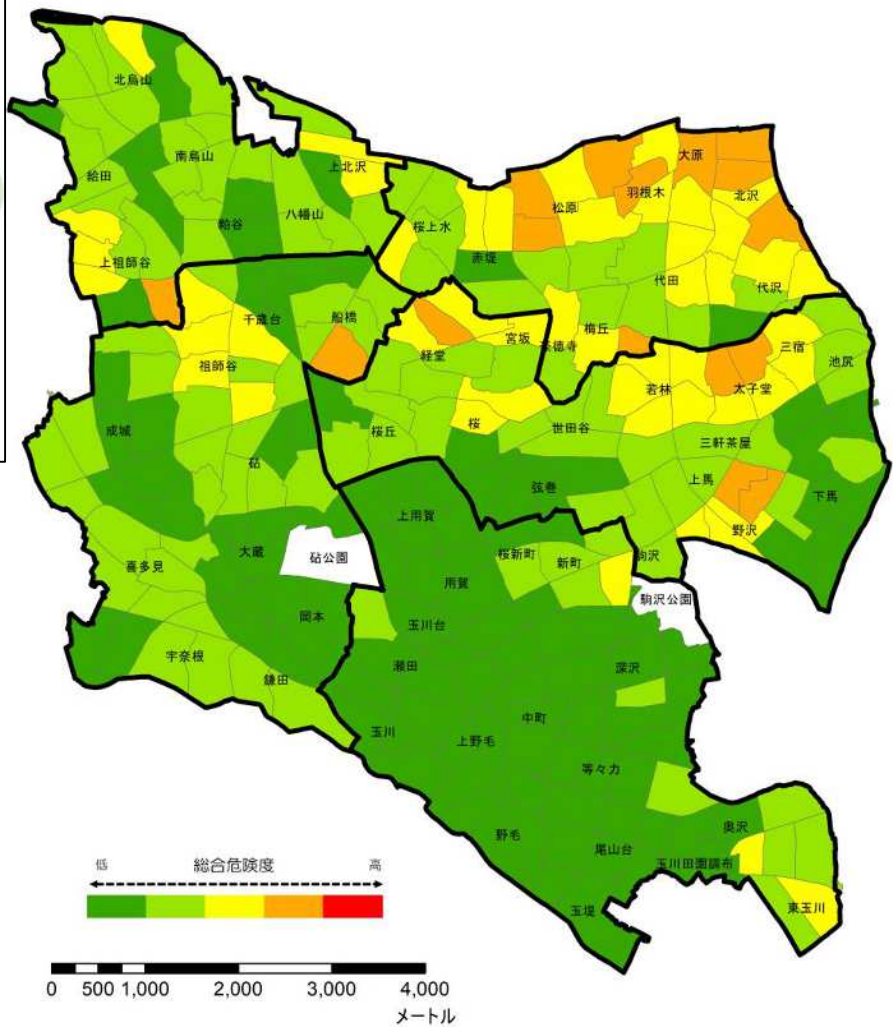 北烏山
南烏山
給田
上北沢
八幡山
粕谷
上祖師谷
大原
羽根木
北沢
松原
桜上水
赤堤
代田
代沢
千歳台
船橋
祖師谷
梅丘
豪徳寺
宮坂
経堂
三宿
池尻
若林
太子堂
成城
桜丘
桜
世田谷
三軒茶屋
砧
上馬
弦巻
下馬
野沢
上用賀
大蔵
砧公園
桜新町
新町
駒沢
喜多見
用賀
駒沢公園
岡本
玉川台
宇奈根
瀬田
深沢
鎌田
中町
玉川
上野毛
等々力
野毛
奥沢
尾山台
玉川田園調布
玉堤
東玉川
低 総合危険度 高
0 500 1,000 2,000 3,000 4,000
メートル